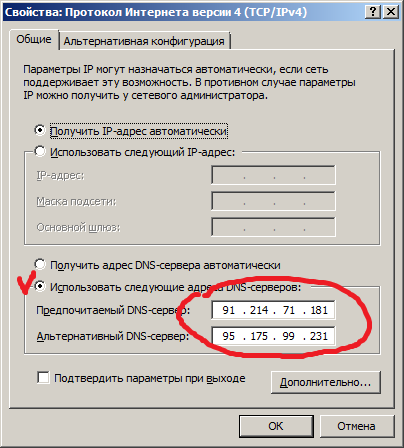 Свойства: Протокол Интернета версии 4 (TCP/IPv4)
Общие Альтернативная конфигурация
Параметры IP могут назначаться автоматически, если сеть
поддерживает эту возможность. В противном случае параметры
IP можно получить у сетевого администратора.
Получить IP-адрес автоматически
Использовать следующий IP-адрес:
IP-адрес:
Маска подсети:
Основной шлюз:
Получить адрес DNS-сервера автоматически
Использовать следующие адреса DNS-серверов:
Предпочитаемый DNS-сервер: 91 . 214 . 71 . 181
Альтернативный DNS-сервер: 95 . 175 . 99 . 231
Подтвердить параметры при выходе
Дополнительно...
ОК Отмена